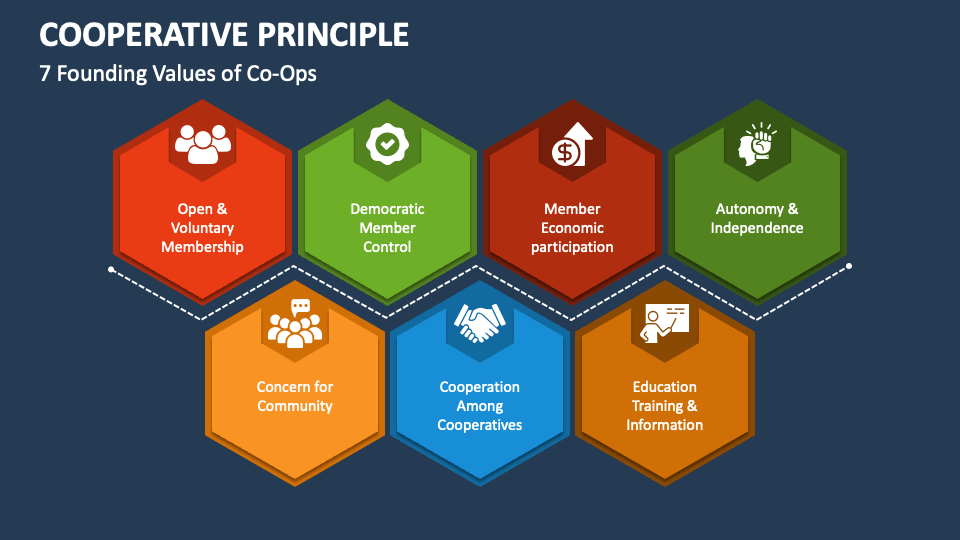 COOPERATIVE PRINCIPLE
7 Founding Values of Co-Ops
Open &
Voluntary
Membership
Democratic
Member
Control
$
Member
Economic
participation
Autonomy &
Independence
Concern for
Community
Cooperation
Among
Cooperatives
Education
Training &
Information